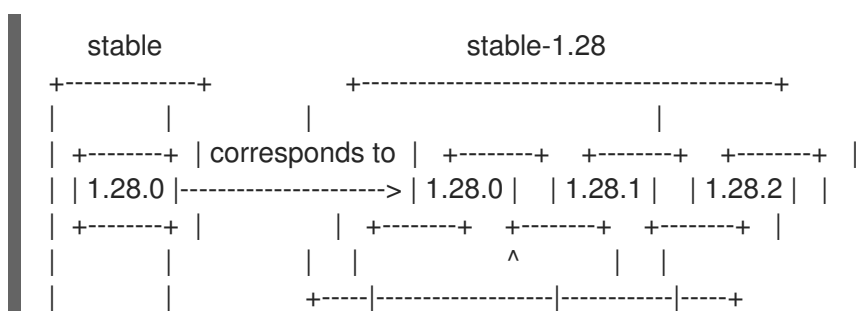 stable stable-1.28
+--------------+ +-------------------------------------------+
| | | |
| +--------+ | corresponds to | +--------+ +--------+ +--------+ |
| | 1.28.0 |----------------------> | 1.28.0 | | 1.28.1 | | 1.28.2 | |
| +--------+ | | +--------+ +--------+ +--------+ |
| | | | ^ | |
| | +-----|-------------------|------------|-----+